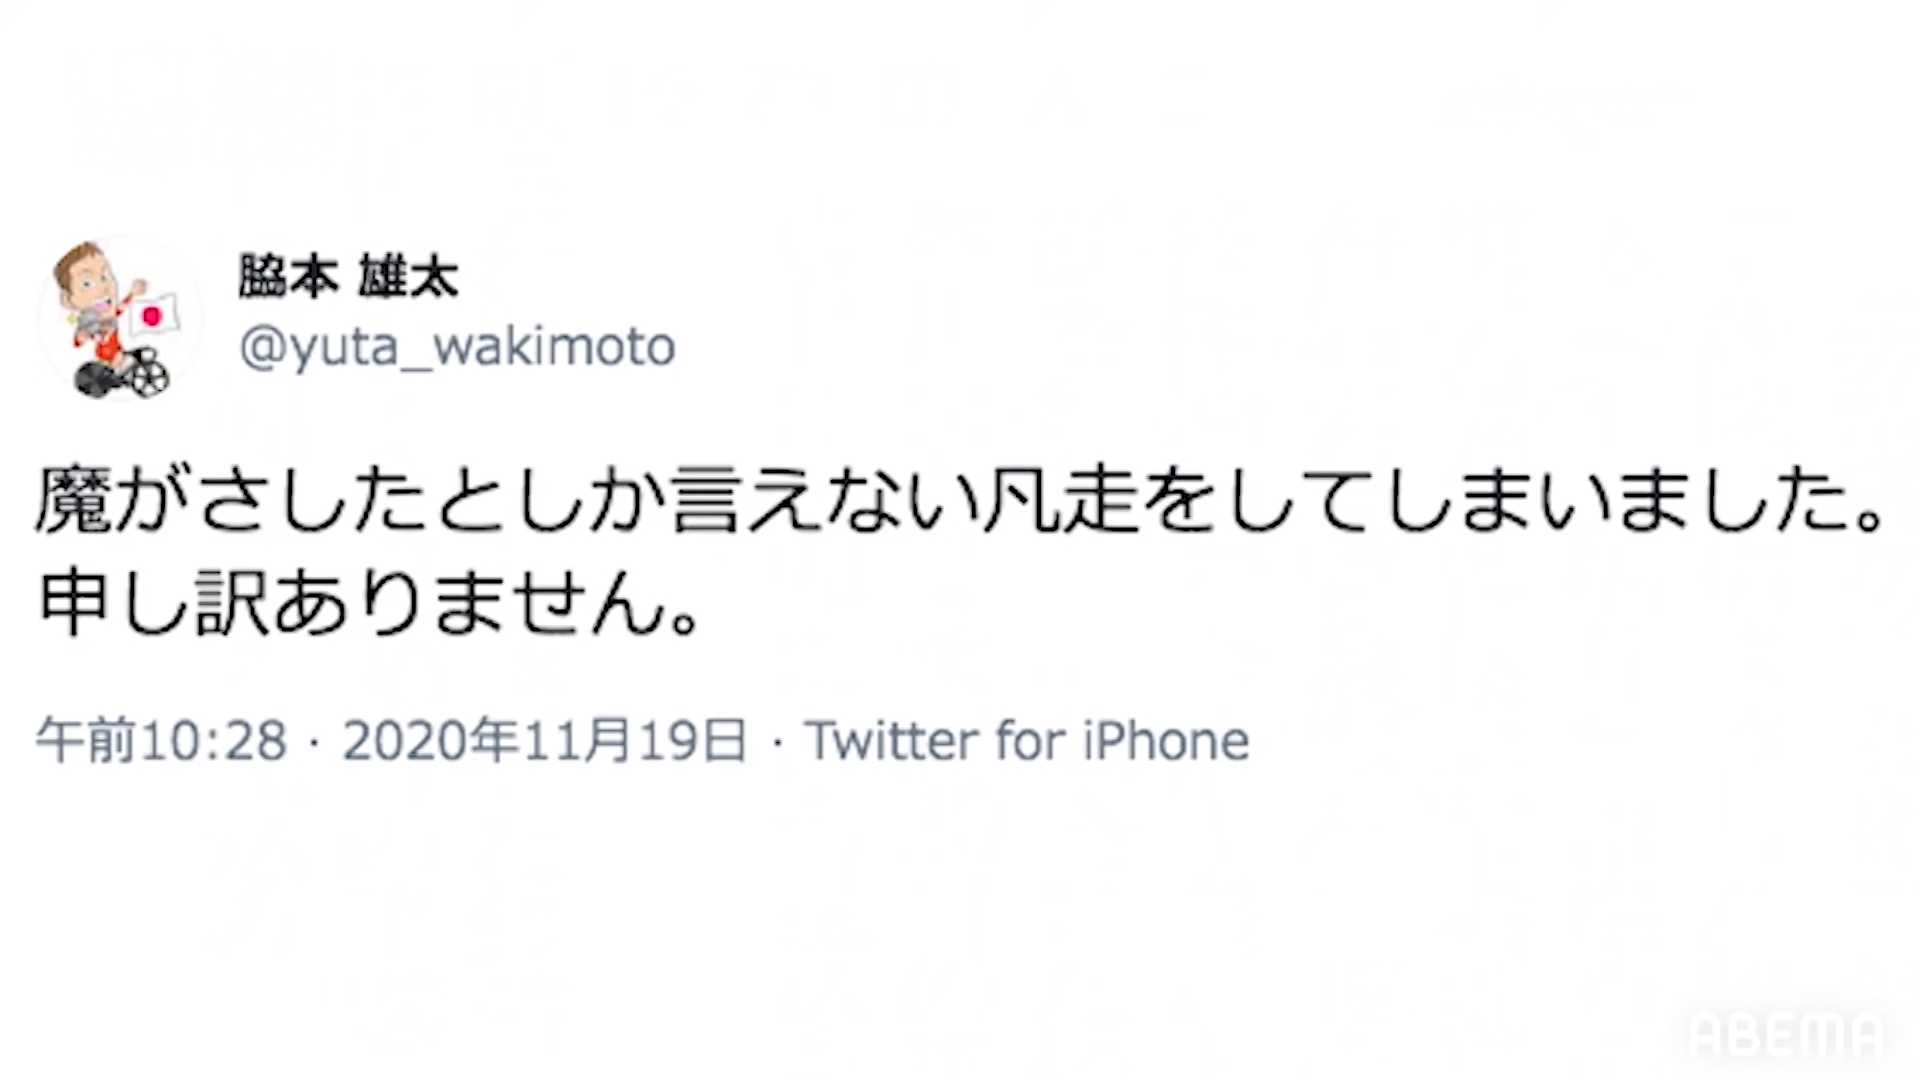 脇本 雄太
@yuta_wakimoto
魔がさしたとしか言えない凡走をしてしまいました。
申し訳ありません。
午前10:28 · 2020年11月19日 · Twitter for iPhone
ABEMA